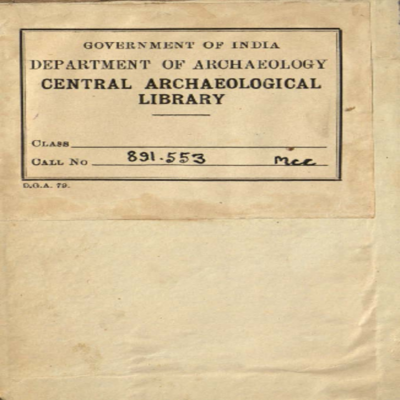 GOVERNMENT OF INDIA
DEPARTMENT OF ARCHAEOLOGY
CENTRAL ARCHAEOLOGICAL
LIBRARY
CLASS
CALL NO 891.553 Mcc
D.G.A. 79.